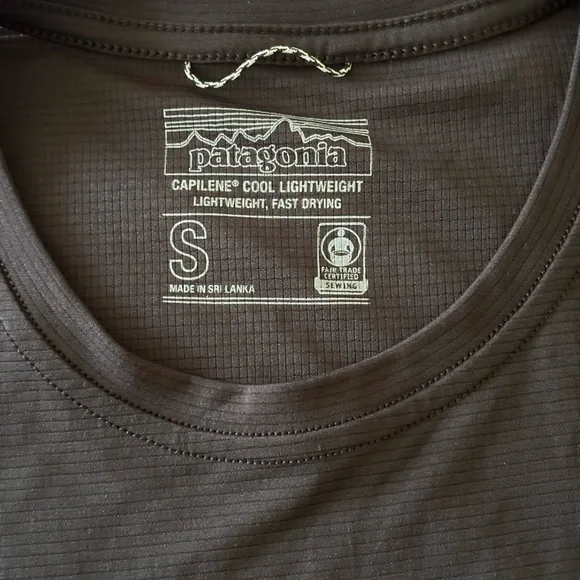 patagonia
CAPILENE® COOL LIGHTWEIGHT
LIGHTWEIGHT, FAST DRYING
S
MADE IN SRI LANKA
FAIR TRADE
CERTIFIED
SEWING